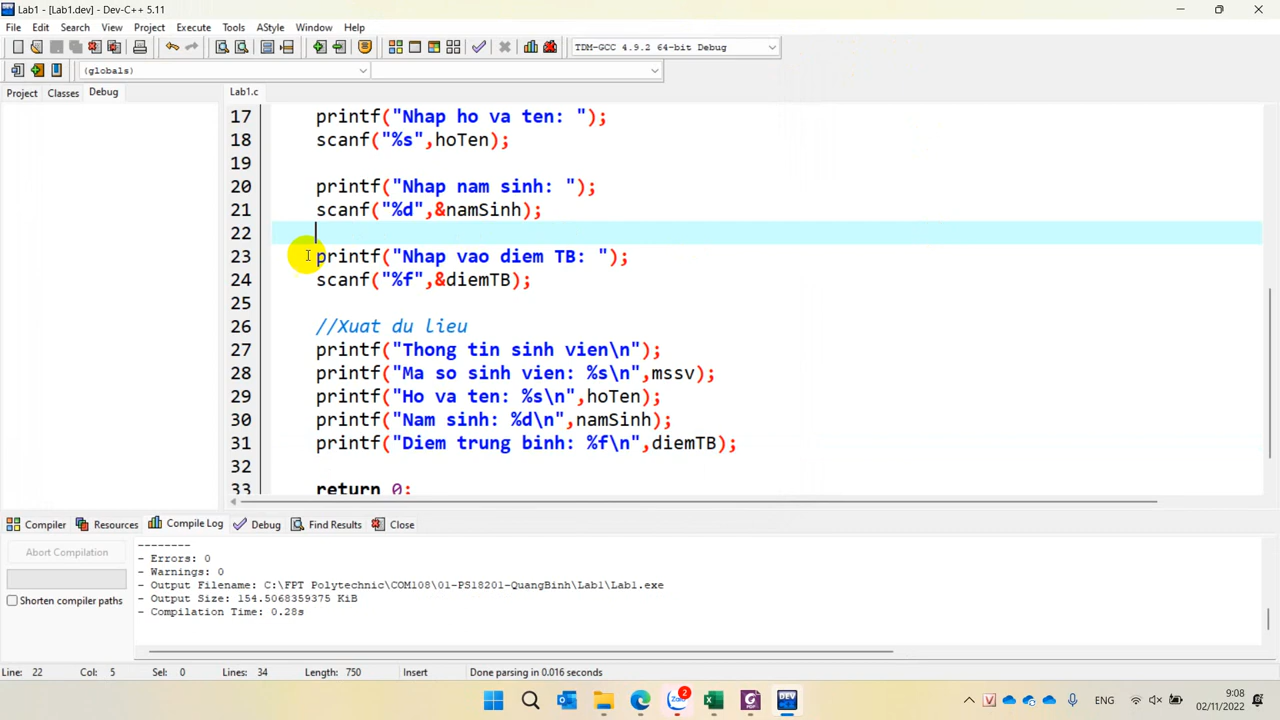 Lab1 - [Lab1.dev] - Dev-C++ 5.11
File Edit Search View Project Execute Tools AStyle Window Help
TDM-GCC 4.9.2 64-bit Debug
(globals)
Project Classes Debug Lab1.c
17 printf("Nhap ho va ten: ");
18 scanf("%s",hoTen);
19
20 printf("Nhap nam sinh: ");
21 scanf("%d",&namSinh);
22
23 printf("Nhap vao diem TB: ");
24 scanf("%f",&diemTB);
25
26 //Xuat du lieu
27 printf("Thong tin sinh vien\n");
28 printf("Ma so sinh vien: %s\n",mssv);
29 printf("Ho va ten: %s\n",hoTen);
30 printf("Nam sinh: %d\n",namSinh);
31 printf("Diem trung binh: %f\n",diemTB);
32
33 return 0;
Compiler Resources Compile Log Debug Find Results Close
Abort Compilation
Shorten compiler paths
--------
- Errors: 0
- Warnings: 0
- Output Filename: C:\FPT Polytechnic\COM108\01-PS18201-QuangBinh\Lab1\Lab1.exe
- Output Size: 154.5068359375 KiB
- Compilation Time: 0.28s
Line: 22 Col: 5 Sel: 0 Lines: 34 Length: 750 Insert Done parsing in 0.016 seconds
2
DEV
ENG
9:08
02/11/2022